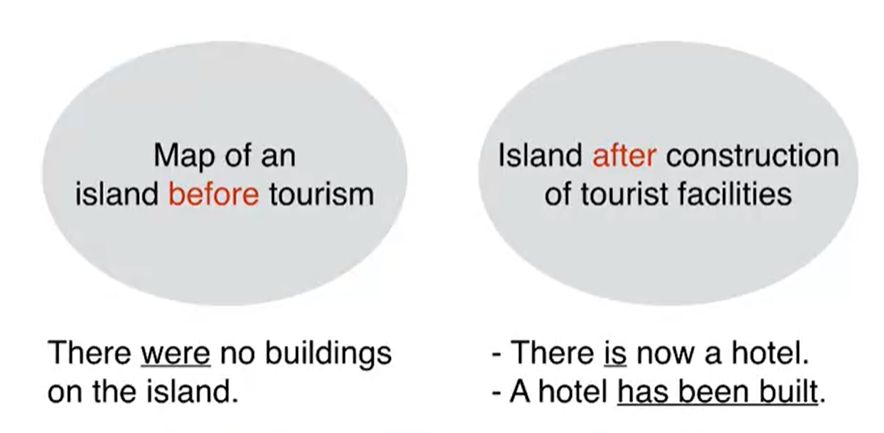 Map of an
island before tourism
Island after construction
of tourist facilities
There were no buildings
on the island.
- There is now a hotel.
- A hotel has been built.